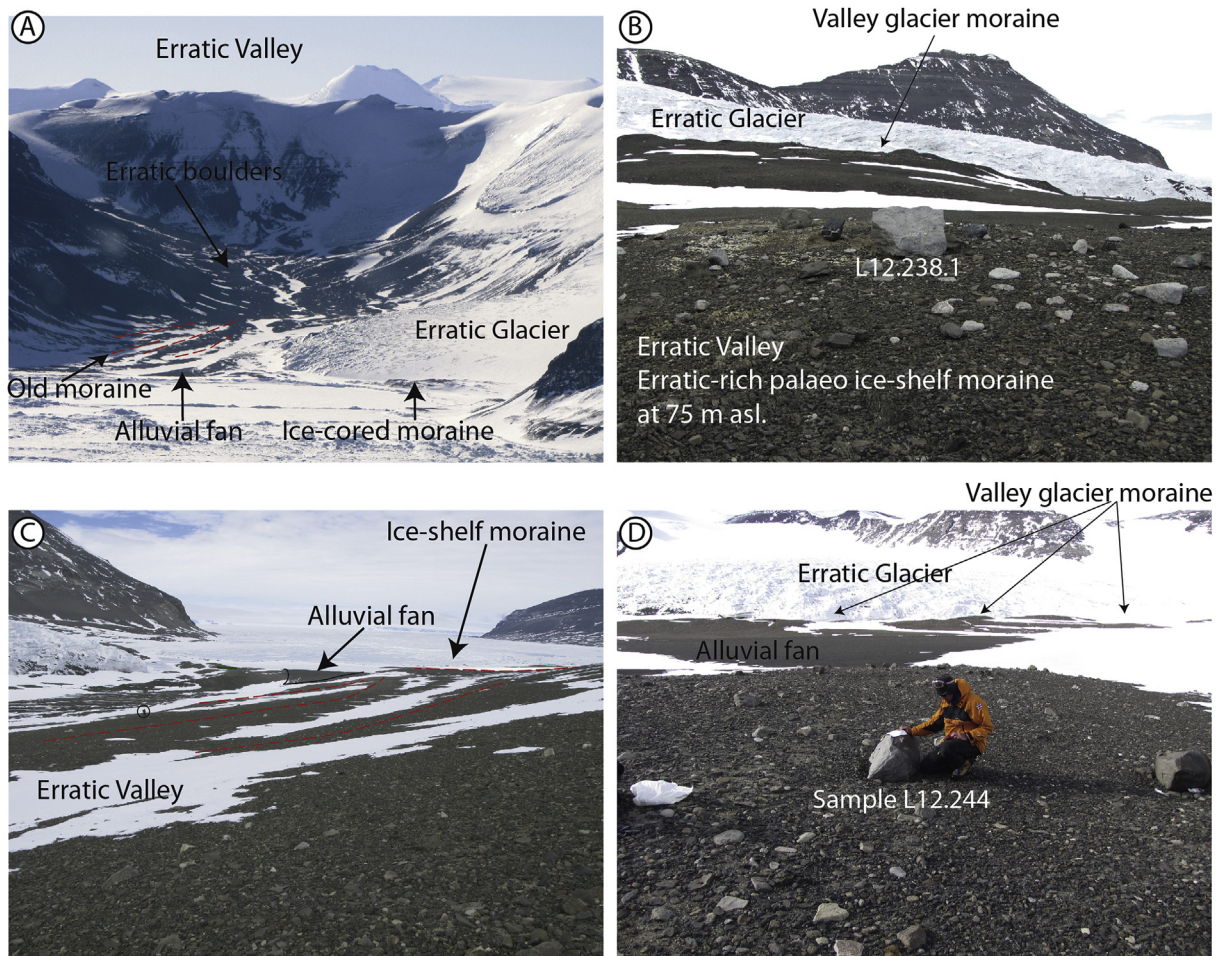 A
Erratic Valley
Erratic boulders
Erratic Glacier
Old moraine
Alluvial fan
Ice-cored moraine
B
Valley glacier moraine
Erratic Glacier
L12.238.1
Erratic Valley
Erratic-rich palaeo ice-shelf moraine
at 75 m asl.
C
Ice-shelf moraine
Alluvial fan
Erratic Valley
D
Valley glacier moraine
Erratic Glacier
Alluvial fan
Sample L12.244